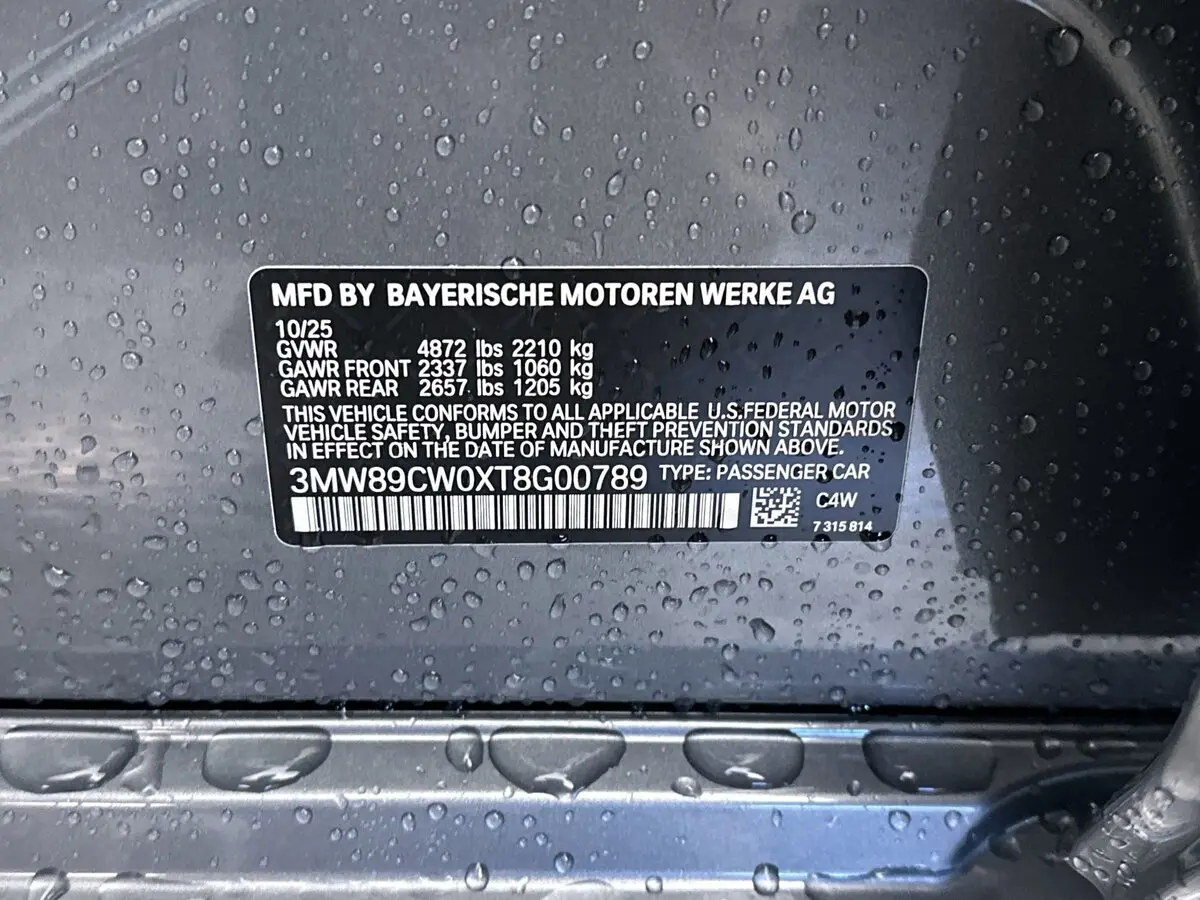 MFD BY BAYERISCHE MOTOREN WERKE AG
10/25
GVWR 4872 lbs 2210 kg
GAWR FRONT 2337 lbs 1060 kg
GAWR REAR 2657 lbs 1205 kg
THIS VEHICLE CONFORMS TO ALL APPLICABLE U.S.FEDERAL MOTOR
VEHICLE SAFETY, BUMPER AND THEFT PREVENTION STANDARDS
IN EFFECT ON THE DATE OF MANUFACTURE SHOWN ABOVE.
3MW89CW0XT8G00789 TYPE: PASSENGER CAR
C4W
7 315 814